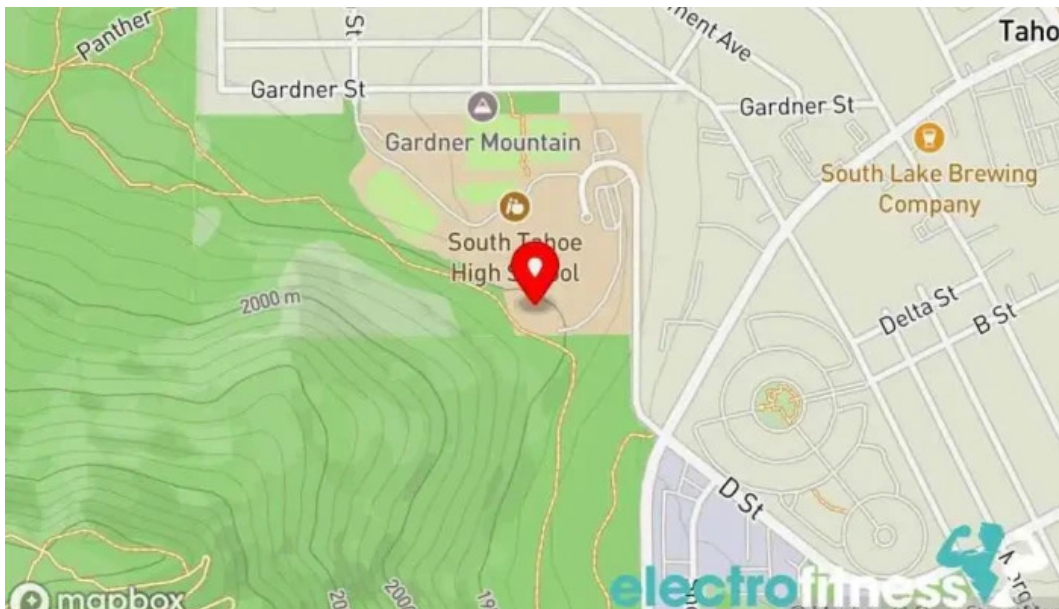 Panther
St
ment Ave
Taho
Gardner St
Gardner St
Gardner Mountain
South Lake Brewing
Company
South Tahoe
High School
2000 m
Delta St
B St
D St
mapbox
electrofitness